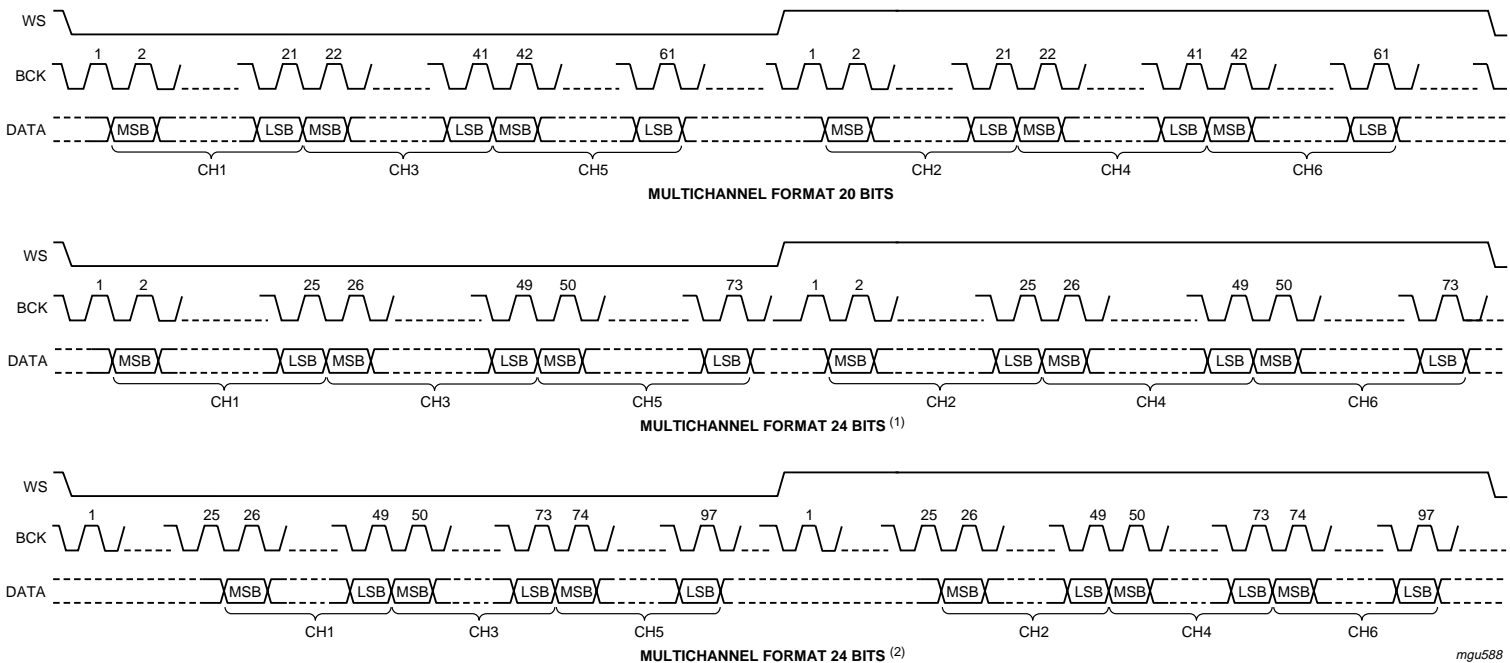 WS
1 2 21 22 41 42 61 1 2 21 22 41 42 61
BCK
DATA MSB LSB MSB LSB MSB LSB MSB LSB MSB LSB MSB LSB
CH1 CH3 CH5 CH2 CH4 CH6
MULTICHANNEL FORMAT 20 BITS
WS
1 2 25 26 49 50 73 1 2 25 26 49 50 73
BCK
DATA MSB LSB MSB LSB MSB LSB MSB LSB MSB LSB MSB LSB
CH1 CH3 CH5 CH2 CH4 CH6
MULTICHANNEL FORMAT 24 BITS (1)
WS
1 25 26 49 50 73 74 97 1 25 26 49 50 73 74 97
BCK
DATA MSB LSB MSB LSB MSB LSB MSB LSB MSB LSB MSB LSB
CH1 CH3 CH5 CH2 CH4 CH6
MULTICHANNEL FORMAT 24 BITS (2)
mgu588